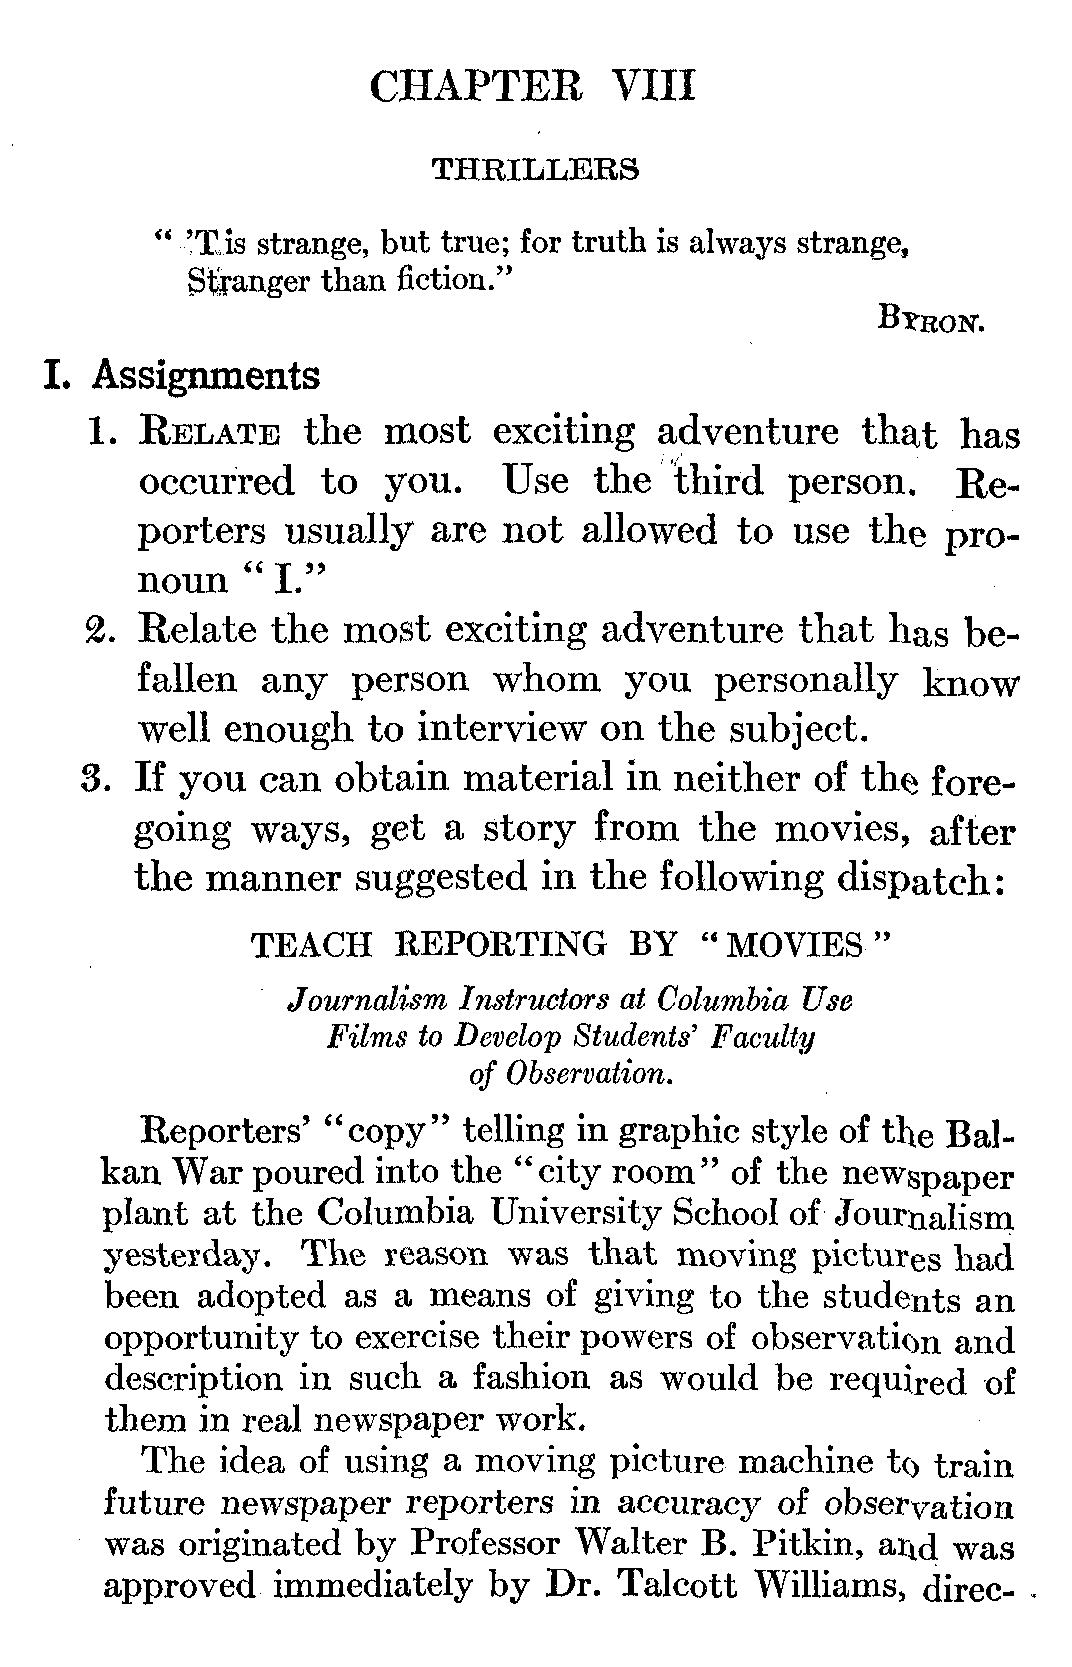 CHAPTER VIII
THRILLERS
“ ’Tis strange, but true; for truth is always strange,
Stranger than fiction.”
BYRON.
I. Assignments
1. RELATE the most exciting adventure that has
occurred to you. Use the third person. Re-
porters usually are not allowed to use the pro-
noun “I.”
2. Relate the most exciting adventure that has be-
fallen any person whom you personally know
well enough to interview on the subject.
3. If you can obtain material in neither of the fore-
going ways, get a story from the movies, after
the manner suggested in the following dispatch:
TEACH REPORTING BY “MOVIES”
Journalism Instructors at Columbia Use
Films to Develop Students’ Faculty
of Observation.
Reporters’ “copy” telling in graphic style of the Bal-
kan War poured into the “city room” of the newspaper
plant at the Columbia University School of Journalism
yesterday. The reason was that moving pictures had
been adopted as a means of giving to the students an
opportunity to exercise their powers of observation and
description in such a fashion as would be required of
them in real newspaper work.
The idea of using a moving picture machine to train
future newspaper reporters in accuracy of observation
was originated by Professor Walter B. Pitkin, and was
approved immediately by Dr. Talcott Williams, direc-